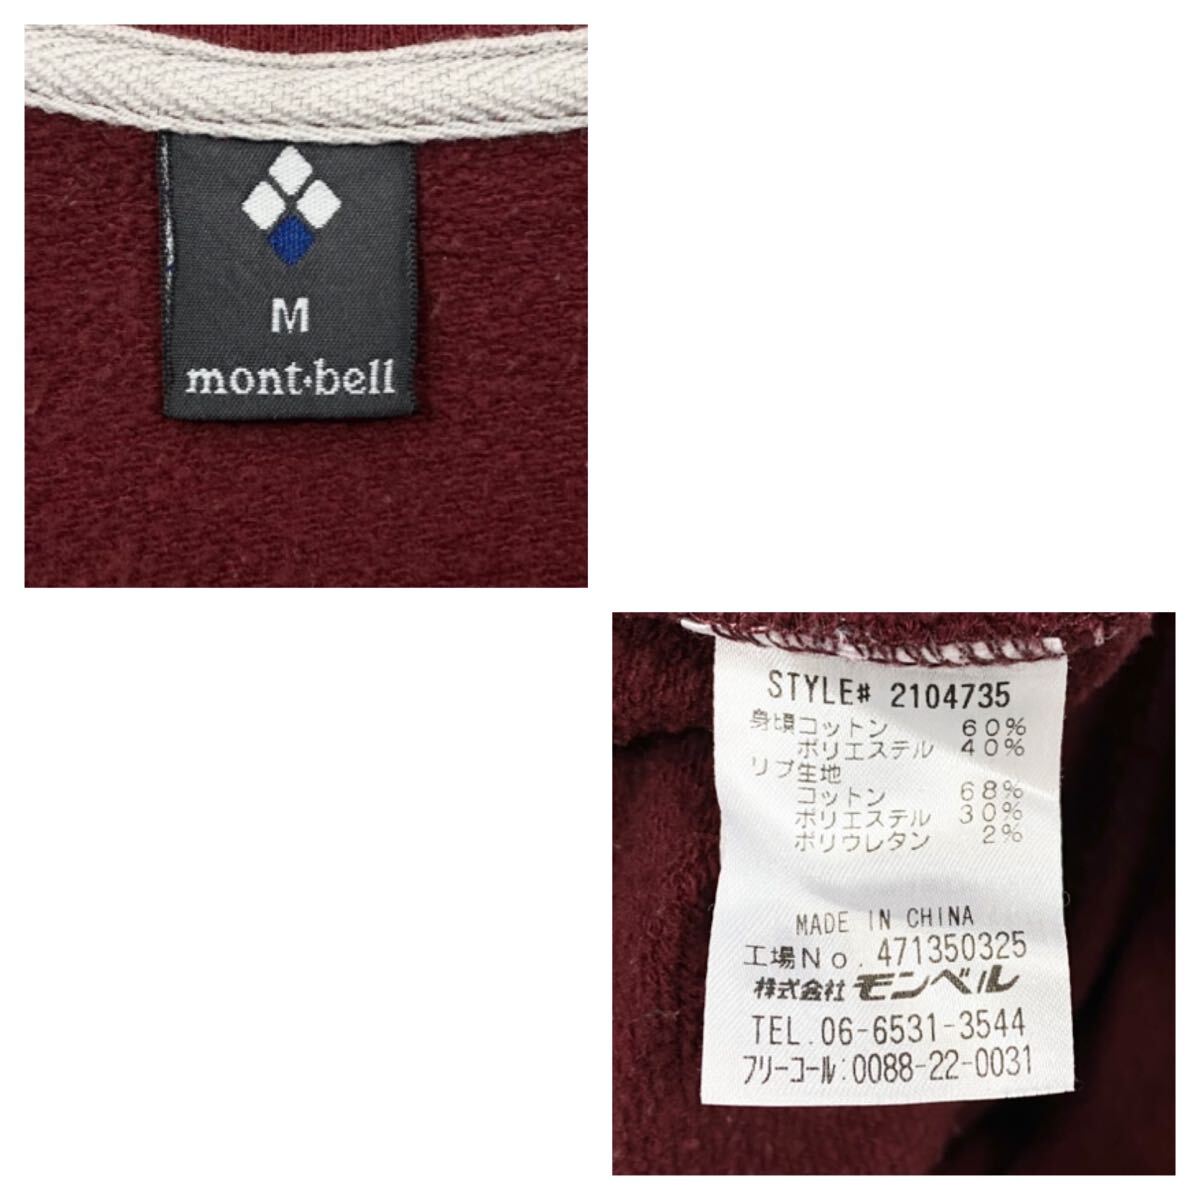 M
mont·bell
STYLE# 2104735
身頃コットン 60%
ポリエステル 40%
リブ生地
コットン 68%
ポリエステル 30%
ポリウレタン 2%
MADE IN CHINA
工場No. 471350325
株式会社 モンベル
TEL. 06-6531-3544
フリーコール:0088-22-0031